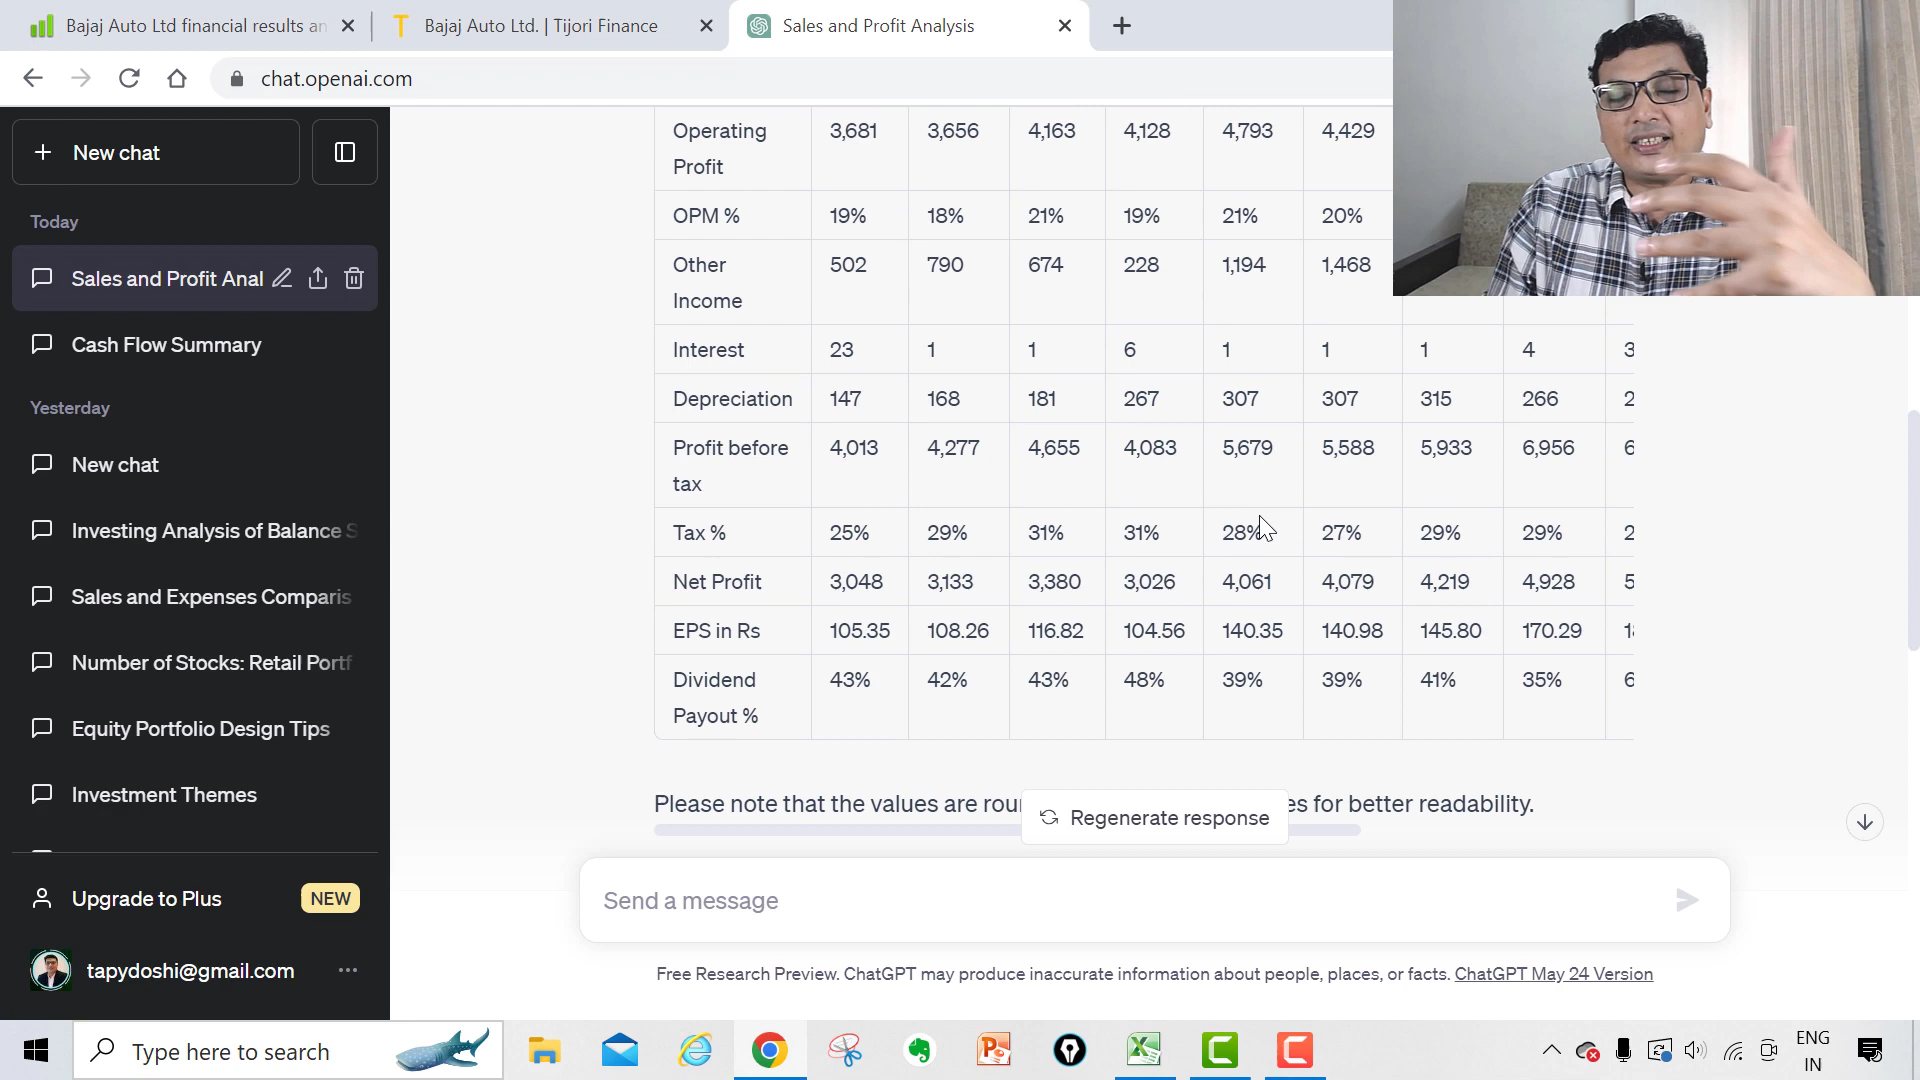 Bajaj Auto Ltd financial results an
Bajaj Auto Ltd. | Tijori Finance
Sales and Profit Analysis
chat.openai.com
New chat
Today
Sales and Profit Anal
Cash Flow Summary
Yesterday
New chat
Investing Analysis of Balance S
Sales and Expenses Comparis
Number of Stocks: Retail Portf
Equity Portfolio Design Tips
Investment Themes
Upgrade to Plus NEW
tapydoshi@gmail.com
Operating Profit 3,681 3,656 4,163 4,128 4,793 4,429
OPM % 19% 18% 21% 19% 21% 20%
Other Income 502 790 674 228 1,194 1,468
Interest 23 1 1 6 1 1 1 4 3
Depreciation 147 168 181 267 307 307 315 266 2
Profit before tax 4,013 4,277 4,655 4,083 5,679 5,588 5,933 6,956 6
Tax % 25% 29% 31% 31% 28% 27% 29% 29% 2
Net Profit 3,048 3,133 3,380 3,026 4,061 4,079 4,219 4,928 5
EPS in Rs 105.35 108.26 116.82 104.56 140.35 140.98 145.80 170.29 18
Dividend Payout % 43% 42% 43% 48% 39% 39% 41% 35% 6
Please note that the values are rou es for better readability.
Regenerate response
Send a message
Free Research Preview. ChatGPT may produce inaccurate information about people, places, or facts. ChatGPT May 24 Version
Type here to search
ENG
IN